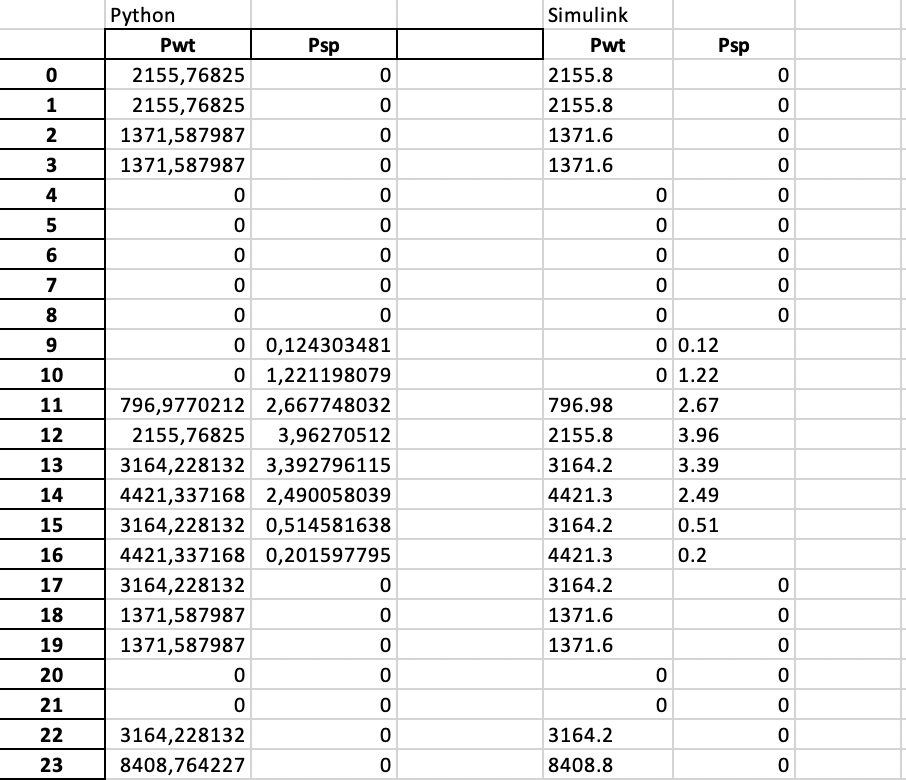 Python Simulink
Pwt Psp Pwt Psp
0 2155,76825 0 2155.8 0
1 2155,76825 0 2155.8 0
2 1371,587987 0 1371.6 0
3 1371,587987 0 1371.6 0
4 0 0 0 0
5 0 0 0 0
6 0 0 0 0
7 0 0 0 0
8 0 0 0 0
9 0 0,124303481 0 0.12
10 0 1,221198079 0 1.22
11 796,9770212 2,667748032 796.98 2.67
12 2155,76825 3,96270512 2155.8 3.96
13 3164,228132 3,392796115 3164.2 3.39
14 4421,337168 2,490058039 4421.3 2.49
15 3164,228132 0,514581638 3164.2 0.51
16 4421,337168 0,201597795 4421.3 0.2
17 3164,228132 0 3164.2 0
18 1371,587987 0 1371.6 0
19 1371,587987 0 1371.6 0
20 0 0 0 0
21 0 0 0 0
22 3164,228132 0 3164.2 0
23 8408,764227 0 8408.8 0